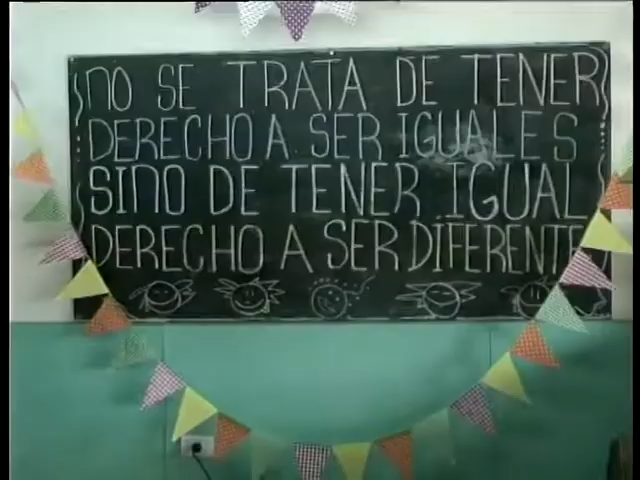 NO SE TRATA DE TENER
DERECHO A SER IGUALES
SINO DE TENER IGUAL
DERECHO A SER DIFERENTE